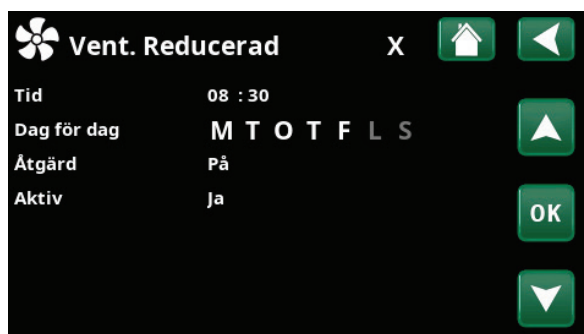 Vent. Reducerad X
Tid 08 : 30
Dag för dag M T O T F L S
Åtgärd På
Aktiv Ja
OK